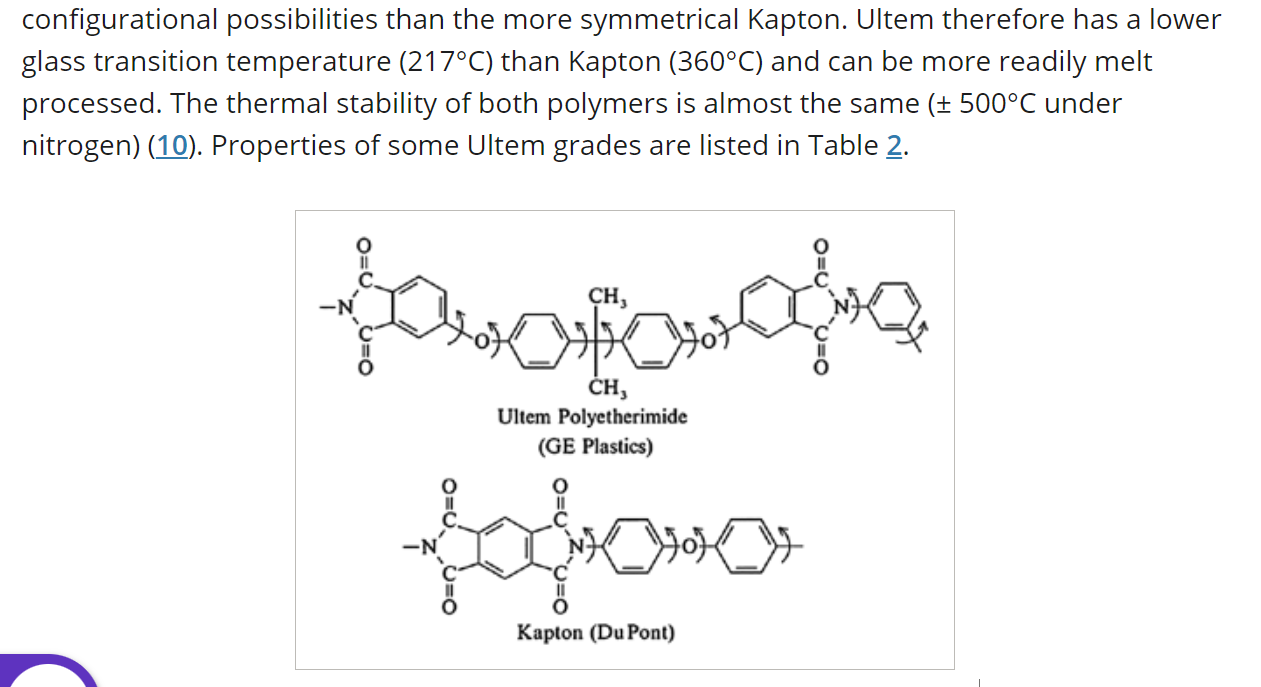 configurational possibilities than the more symmetrical Kapton. Ultem therefore has a lower
glass transition temperature (217°C) than Kapton (360°C) and can be more readily melt
processed. The thermal stability of both polymers is almost the same (± 500°C under
nitrogen) (10). Properties of some Ultem grades are listed in Table 2.
O
C
–N
C
O
O
CH₃
CH₃
O
O
C
N
C
O
Ultem Polyetherimide
(GE Plastics)
O O
C C
–N N O
C C
O O
Kapton (Du Pont)